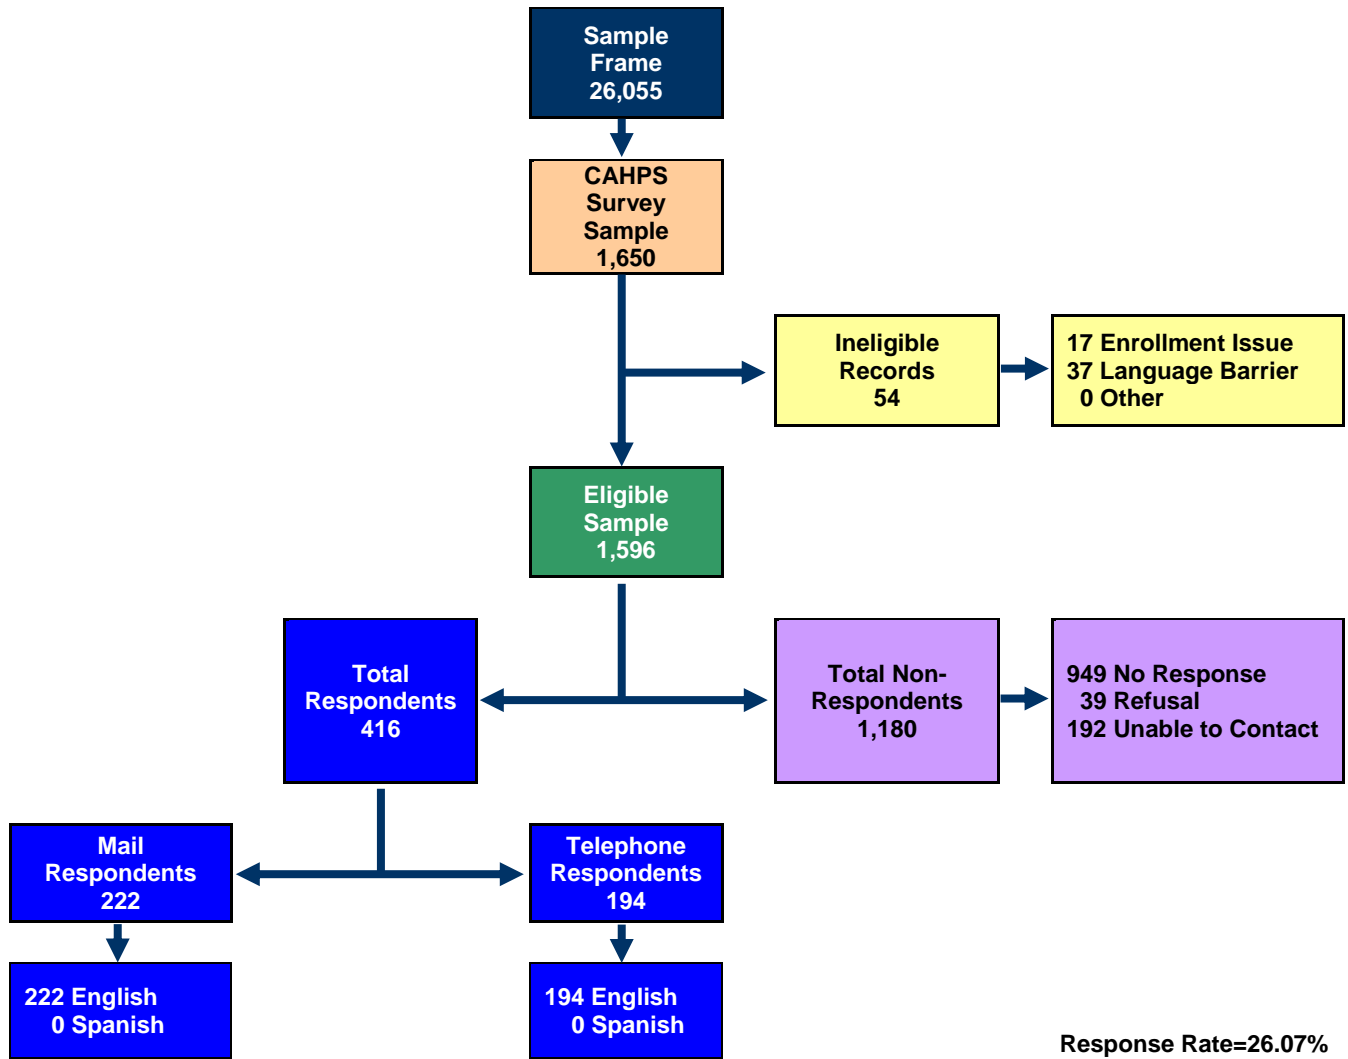 Sample
Frame
26,055
CAHPS
Survey
Sample
1,650
Ineligible
Records
54
17 Enrollment Issue
37 Language Barrier
0 Other
Eligible
Sample
1,596
Total
Respondents
416
Total Non-
Respondents
1,180
949 No Response
39 Refusal
192 Unable to Contact
Mail
Respondents
222
Telephone
Respondents
194
222 English
0 Spanish
194 English
0 Spanish
Response Rate=26.07%